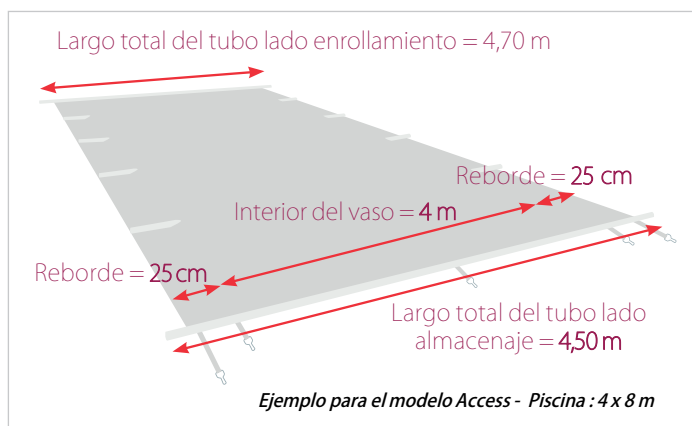 Largo total del tubo lado enrollamiento = 4,70 m
Reborde = 25 cm
Interior del vaso = 4 m
Reborde = 25 cm
Largo total del tubo lado
almacenaje = 4,50 m
Ejemplo para el modelo Access - Piscina : 4 x 8 m